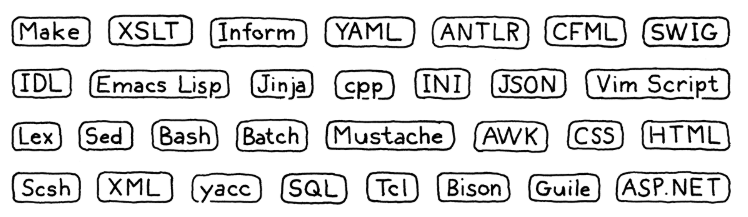 Make XSLT Inform YAML ANTLR CFML SWIG
IDL Emacs Lisp Jinja cpp INI JSON Vim Script
Lex Sed Bash Batch Mustache AWK CSS HTML
Scsh XML yacc SQL Tcl Bison Guile ASP.NET